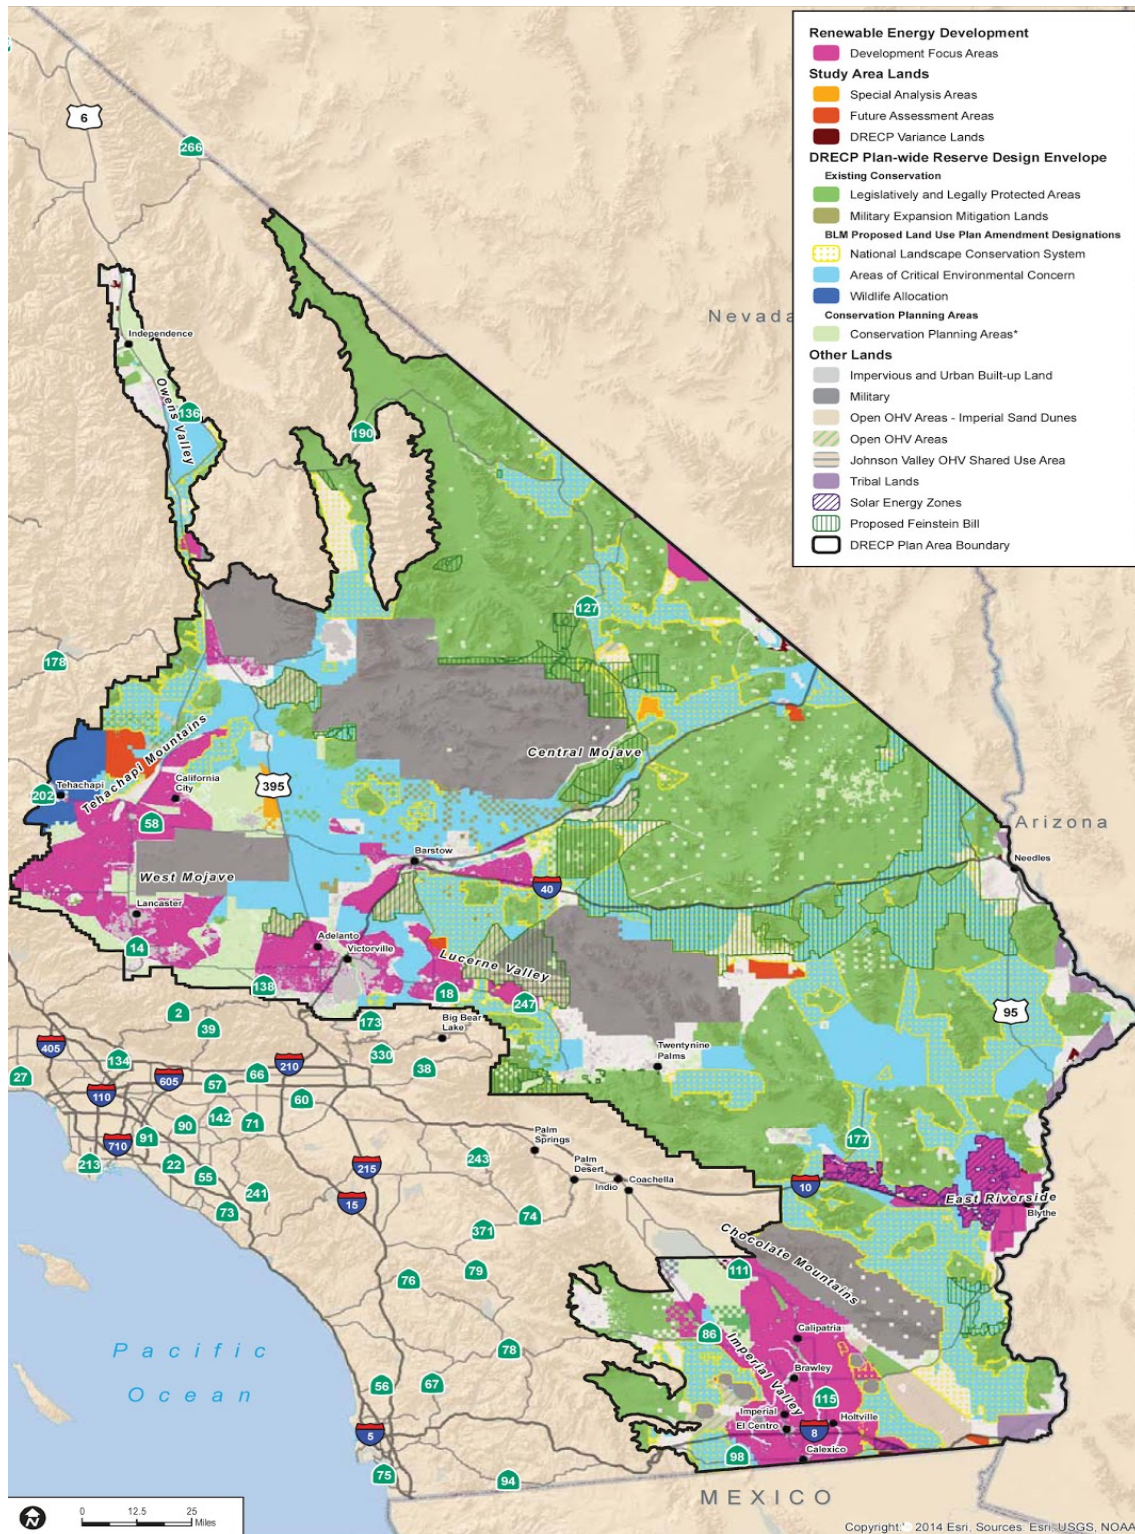 Renewable Energy Development
Development Focus Areas
Study Area Lands
Special Analysis Areas
Future Assessment Areas
DRECP Variance Lands
DRECP Plan-wide Reserve Design Envelope
Existing Conservation
Legislatively and Legally Protected Areas
Military Expansion Mitigation Lands
BLM Proposed Land Use Plan Amendment Designations
National Landscape Conservation System
Areas of Critical Environmental Concern
Wildlife Allocation
Conservation Planning Areas
Conservation Planning Areas*
Other Lands
Impervious and Urban Built-up Land
Military
Open OHV Areas - Imperial Sand Dunes
Open OHV Areas
Johnson Valley OHV Shared Use Area
Tribal Lands
Solar Energy Zones
Proposed Feinstein Bill
DRECP Plan Area Boundary
6
266
Nevada
Independence
Owens Valley
136
190
127
178
Tehachapi Mountains
Central Mojave
395
California
City
Tehachapi
202
58
Arizona
Barstow
Needles
West Mojave
40
Lancaster
14
Adelanto
Victorville
Lucerne Valley
138
18
247
95
2
39
173
Big Bear
Lake
405
134
210
330
38
Twentynine
Palms
27
605
57
66
110
60
142
71
90
91
710
177
Palm
Springs
213
22
55
215
243
Palm
Desert
Coachella
Indio
10
241
15
East Riverside
Blythe
73
74
371
Chocolate Mountains
76
79
111
86
Imperial Valley
Calipatria
Pacific
Ocean
78
Brawley
56
67
115
Imperial
Holtville
El Centro
5
8
Calexico
98
75
94
MEXICO
N
0 12.5 25
Miles
Copyright:© 2014 Esri, Sources: Esri, USGS, NOAA